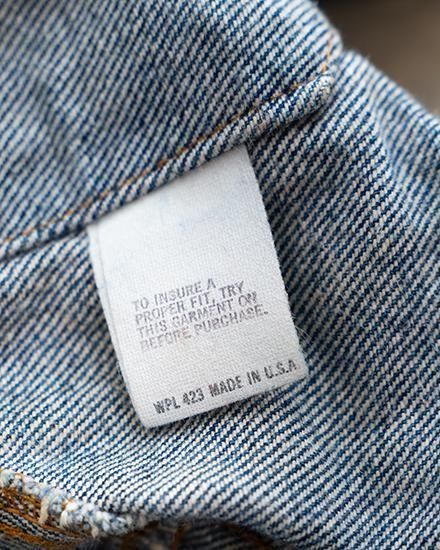 TO INSURE A
PROPER FIT, TRY
THIS GARMENT ON
BEFORE PURCHASE.
WPL 423 MADE IN U.S.A